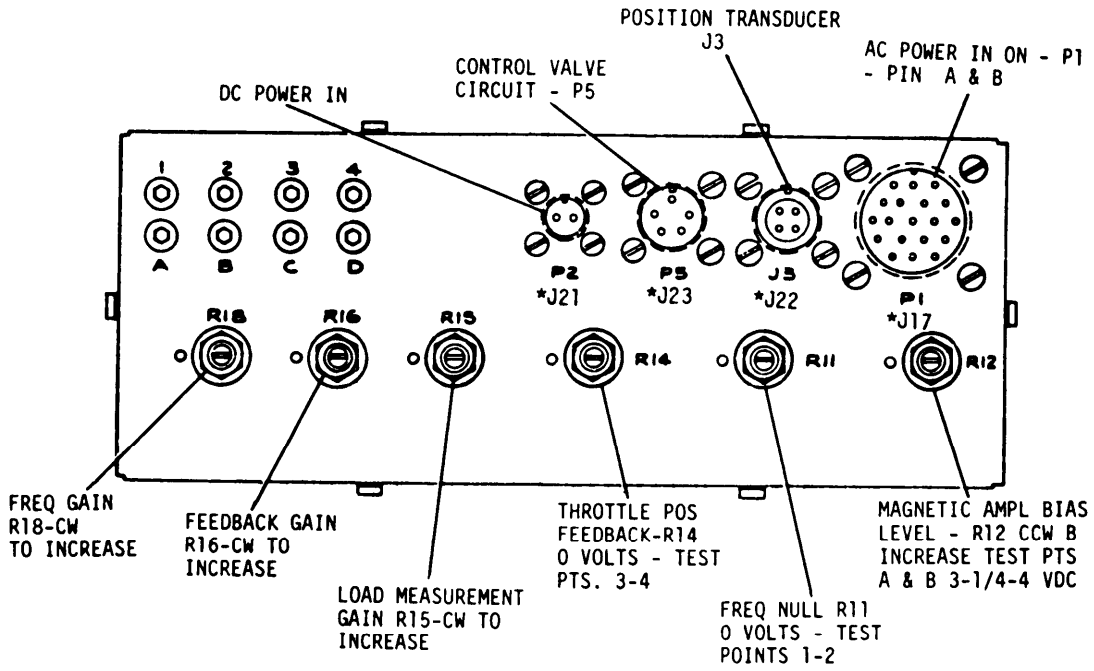 POSITION TRANSDUCER
J3
AC POWER IN ON - P1
- PIN A & B
CONTROL VALVE
CIRCUIT - P5
DC POWER IN
1 2 3 4
A B C D
P2
*J21
P5
*J23
J3
*J22
P1
*J17
R18
R16
R15
R14
R11
R12
FREQ GAIN
R18-CW
TO INCREASE
FEEDBACK GAIN
R16-CW TO
INCREASE
LOAD MEASUREMENT
GAIN R15-CW TO
INCREASE
THROTTLE POS
FEEDBACK-R14
0 VOLTS - TEST
PTS. 3-4
FREQ NULL R11
0 VOLTS - TEST
POINTS 1-2
MAGNETIC AMPL BIAS
LEVEL - R12 CCW B
INCREASE TEST PTS
A & B 3-1/4-4 VDC